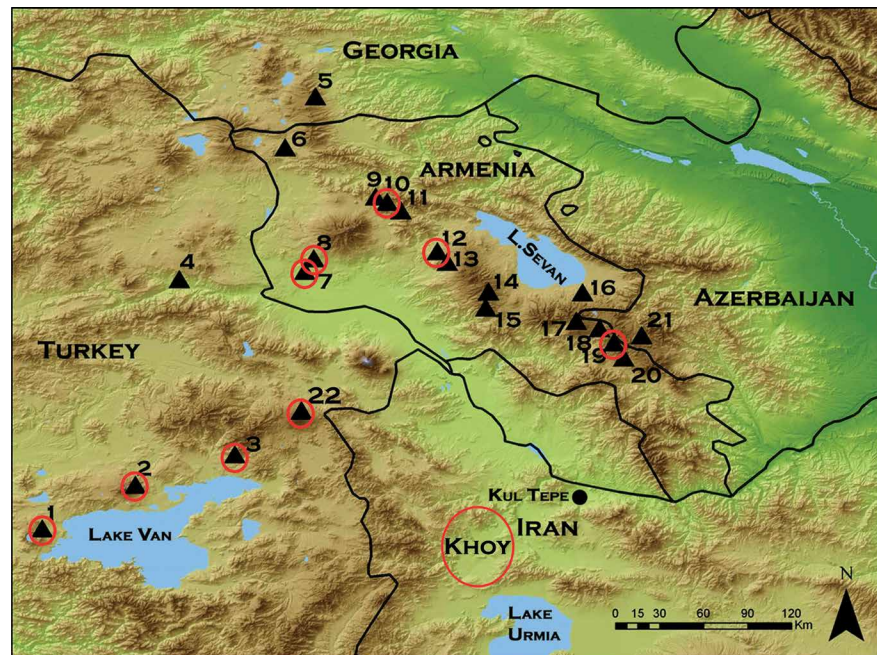 GEORGIA
5
6
ARMENIA
9
10
11
L.SEVAN
8
7
12
13
4
14
15
16
AZERBAIJAN
17
18
19
21
20
TURKEY
22
3
2
1
LAKE VAN
KUL TEPE
IRAN
KHOY
LAKE
URMIA
N
0 15 30 60 90 120
Km